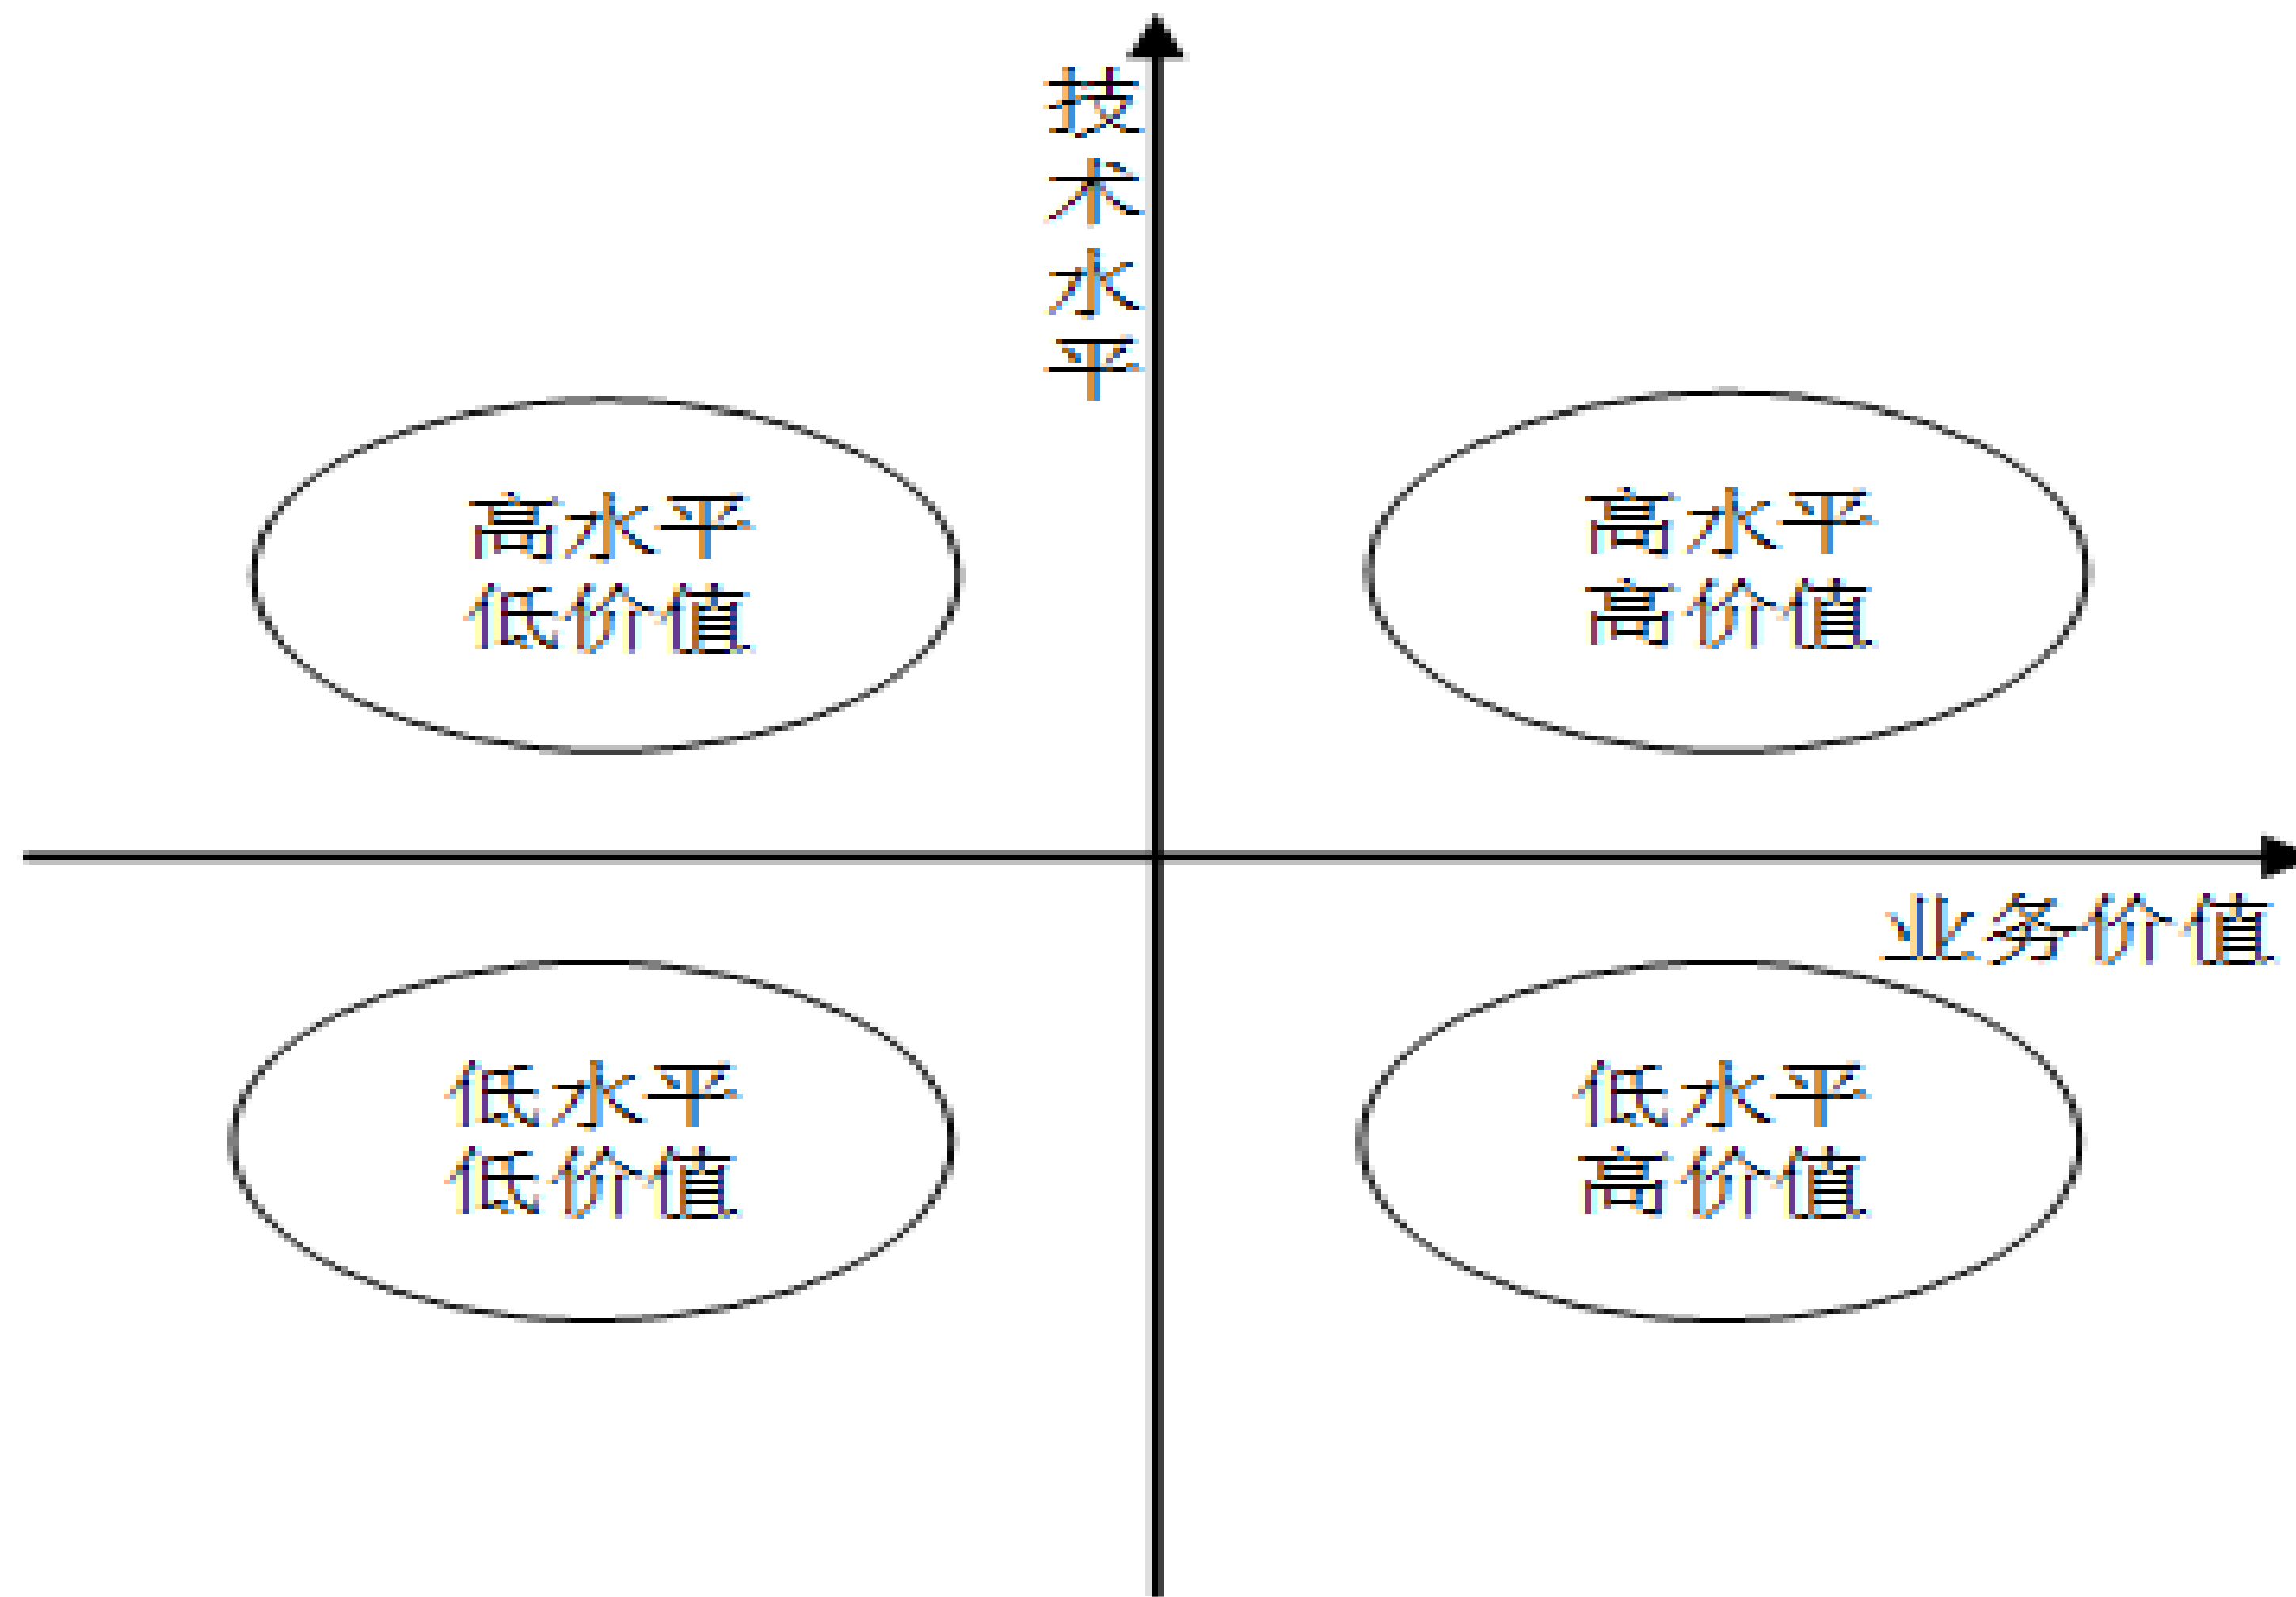 技术水平
高水平
低价值
高水平
高价值
业务价值
低水平
低价值
低水平
高价值